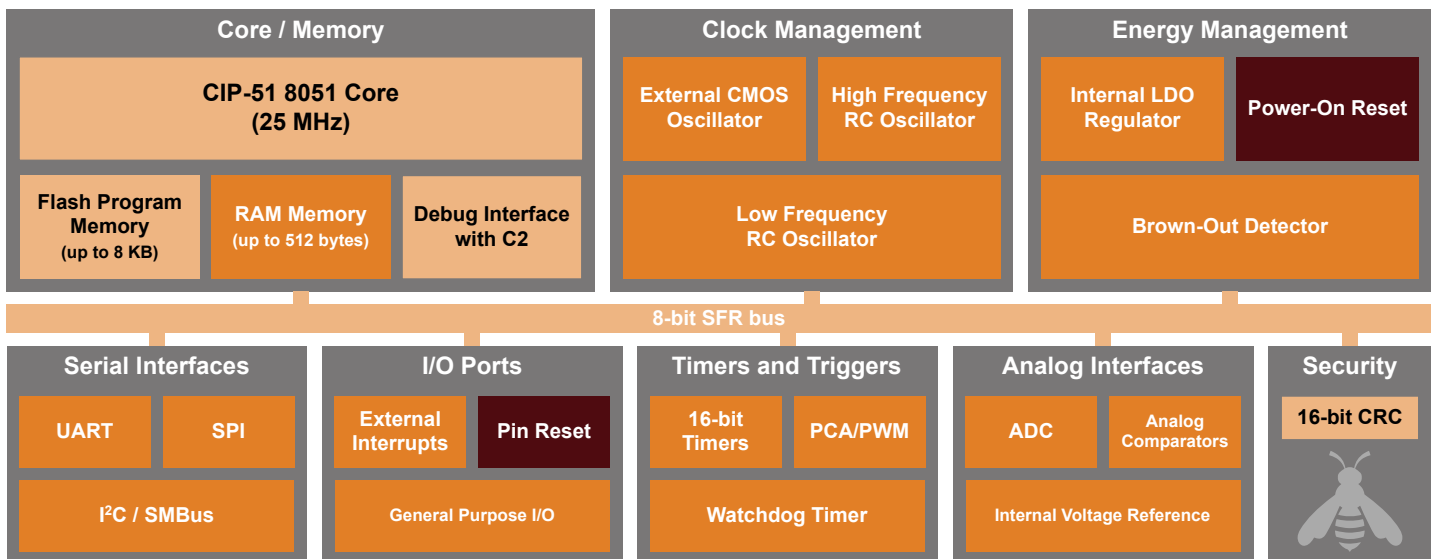 Core / Memory
CIP-51 8051 Core
(25 MHz)
Flash Program
Memory
(up to 8 KB)
RAM Memory
(up to 512 bytes)
Debug Interface
with C2
Clock Management
External CMOS
Oscillator
High Frequency
RC Oscillator
Low Frequency
RC Oscillator
Energy Management
Internal LDO
Regulator
Power-On Reset
Brown-Out Detector
8-bit SFR bus
Serial Interfaces
UART
SPI
I²C / SMBus
I/O Ports
External
Interrupts
Pin Reset
General Purpose I/O
Timers and Triggers
16-bit
Timers
PCA/PWM
Watchdog Timer
Analog Interfaces
ADC
Analog
Comparators
Internal Voltage Reference
Security
16-bit CRC